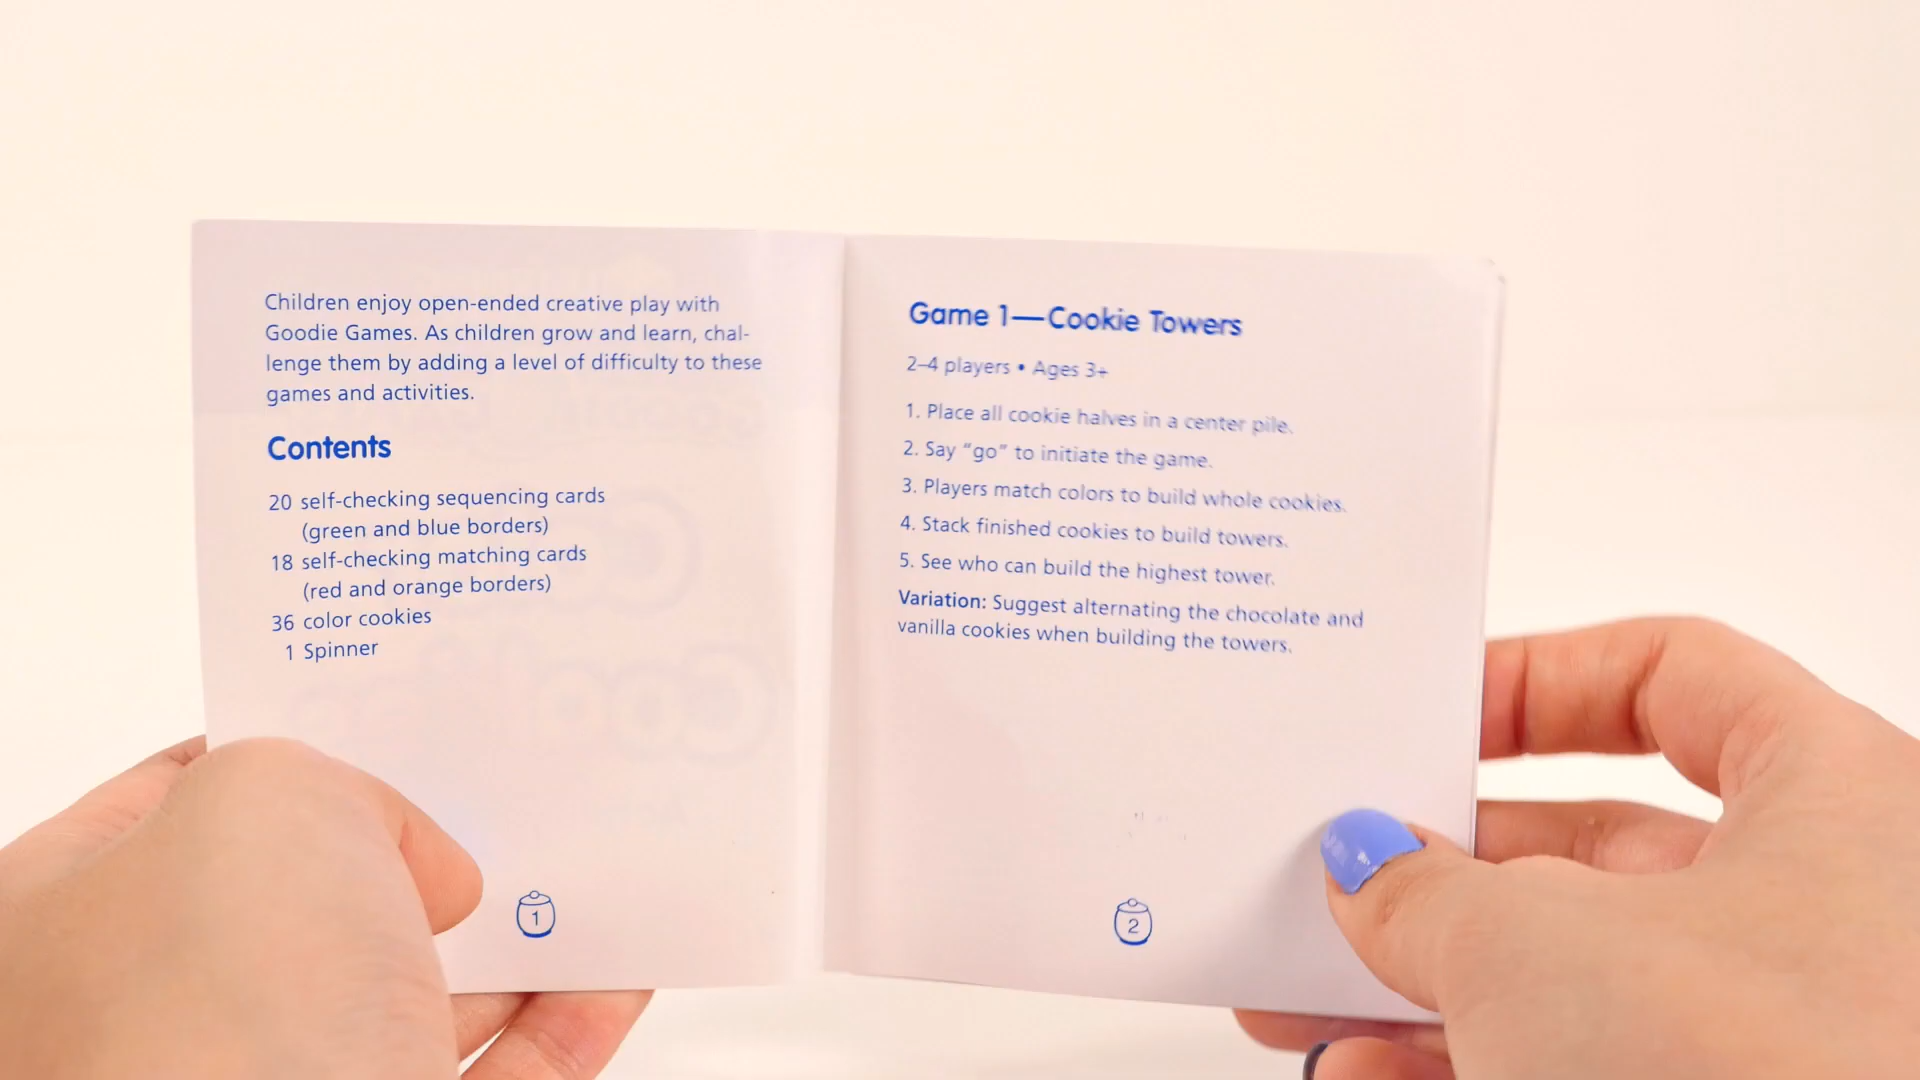 Children enjoy open-ended creative play with
Goodie Games. As children grow and learn, chal-
lenge them by adding a level of difficulty to these
games and activities.
Contents
20 self-checking sequencing cards
(green and blue borders)
18 self-checking matching cards
(red and orange borders)
36 color cookies
1 Spinner
1
Game 1—Cookie Towers
2–4 players • Ages 3+
1. Place all cookie halves in a center pile.
2. Say “go” to initiate the game.
3. Players match colors to build whole cookies.
4. Stack finished cookies to build towers.
5. See who can build the highest tower.
Variation: Suggest alternating the chocolate and
vanilla cookies when building the towers.
2